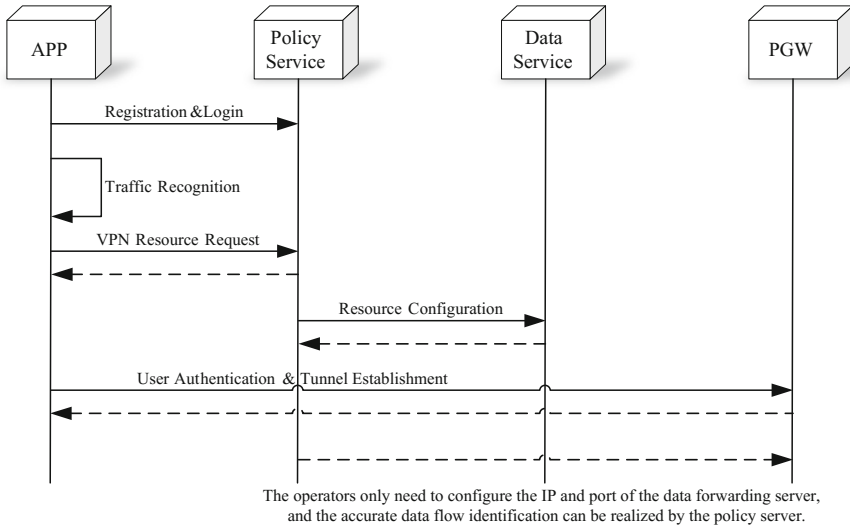 APP
Policy
Service
Data
Service
PGW
Registration &Login
Traffic Recognition
VPN Resource Request
Resource Configuration
User Authentication & Tunnel Establishment
The operators only need to configure the IP and port of the data forwarding server,
and the accurate data flow identification can be realized by the policy server.